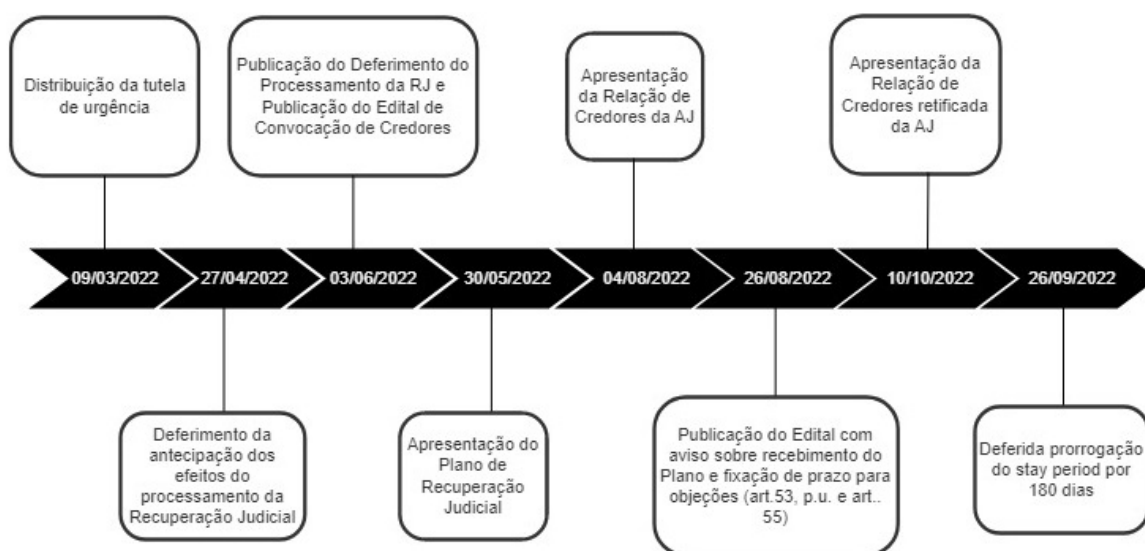 Distribuição da tutela
de urgência
Publicação do Deferimento do
Processamento da RJ e
Publicação do Edital de
Convocação de Credores
Apresentação
da Relação de
Credores da AJ
Apresentação da
Relação de
Credores retificada
da AJ
09/03/2022
27/04/2022
03/06/2022
30/05/2022
04/08/2022
26/08/2022
10/10/2022
26/09/2022
Deferimento da
antecipação dos
efeitos do
processamento da
Recuperação Judicial
Apresentação do
Plano de
Recuperação
Judicial
Publicação do Edital com
aviso sobre recebimento do
Plano e fixação de prazo para
objeções (art.53, p.u. e art..
55)
Deferida prorrogação
do stay period por
180 dias